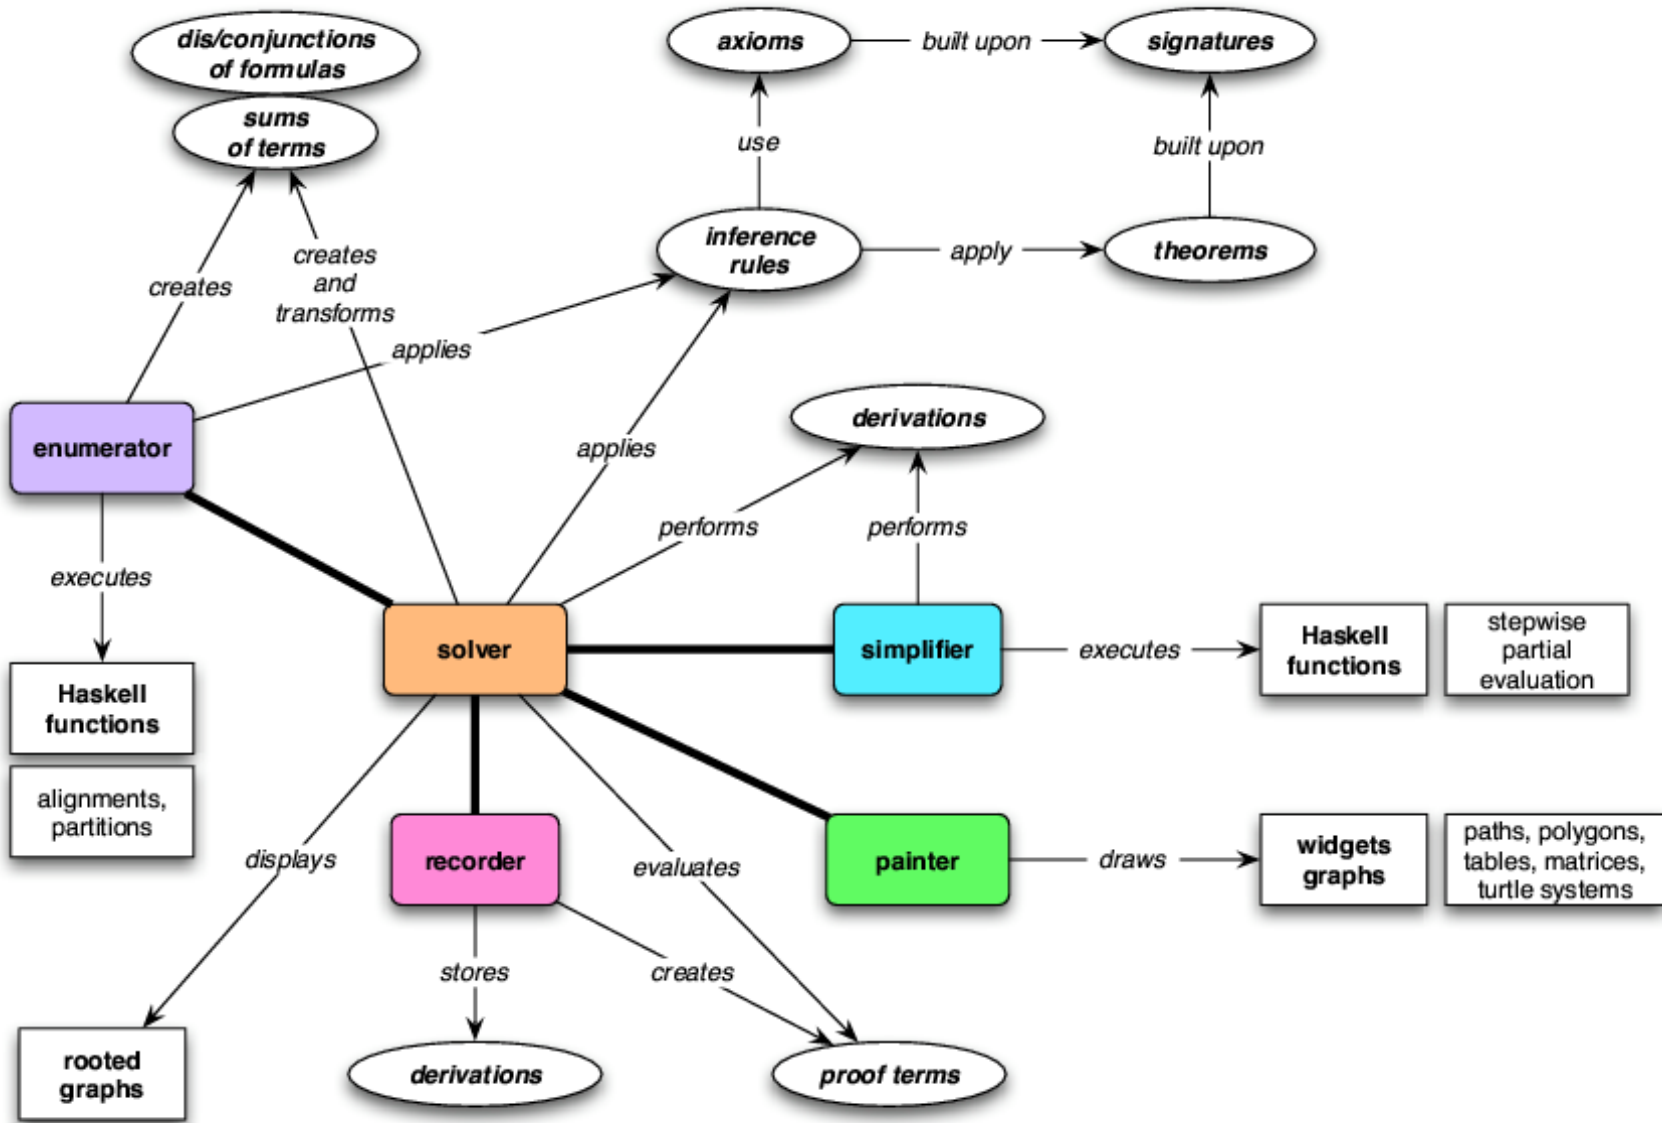 dis/conjunctions
of formulas
sums
of terms
axioms
built upon
signatures
use
built upon
inference
rules
apply
theorems
creates
creates
and
transforms
applies
derivations
enumerator
applies
performs
performs
executes
solver
simplifier
executes
Haskell
functions
stepwise
partial
evaluation
Haskell
functions
alignments,
partitions
displays
recorder
evaluates
painter
draws
widgets
graphs
paths, polygons,
tables, matrices,
turtle systems
stores
creates
rooted
graphs
derivations
proof terms